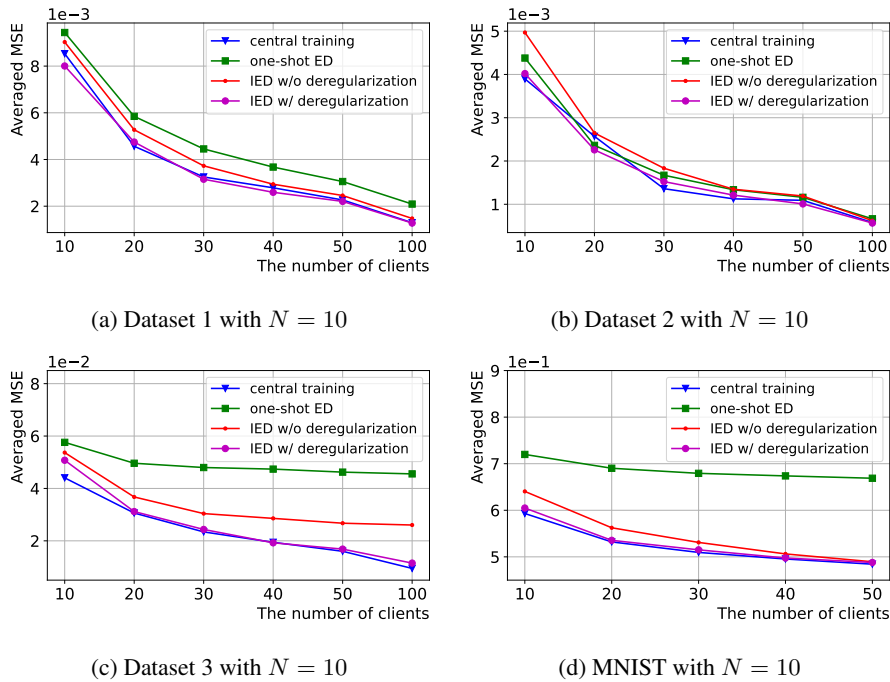 1e−3
Averaged MSE
8
6
4
2
central training
one-shot ED
IED w/o deregularization
IED w/ deregularization
10 20 30 40 50 100
The number of clients
(a) Dataset 1 with N = 10
1e−3
Averaged MSE
5
4
3
2
1
central training
one-shot ED
IED w/o deregularization
IED w/ deregularization
10 20 30 40 50 100
The number of clients
(b) Dataset 2 with N = 10
1e−2
Averaged MSE
8
6
4
2
central training
one-shot ED
IED w/o deregularization
IED w/ deregularization
10 20 30 40 50 100
The number of clients
(c) Dataset 3 with N = 10
1e−1
Averaged MSE
9
8
7
6
5
central training
one-shot ED
IED w/o deregularization
IED w/ deregularization
10 20 30 40 50
The number of clients
(d) MNIST with N = 10